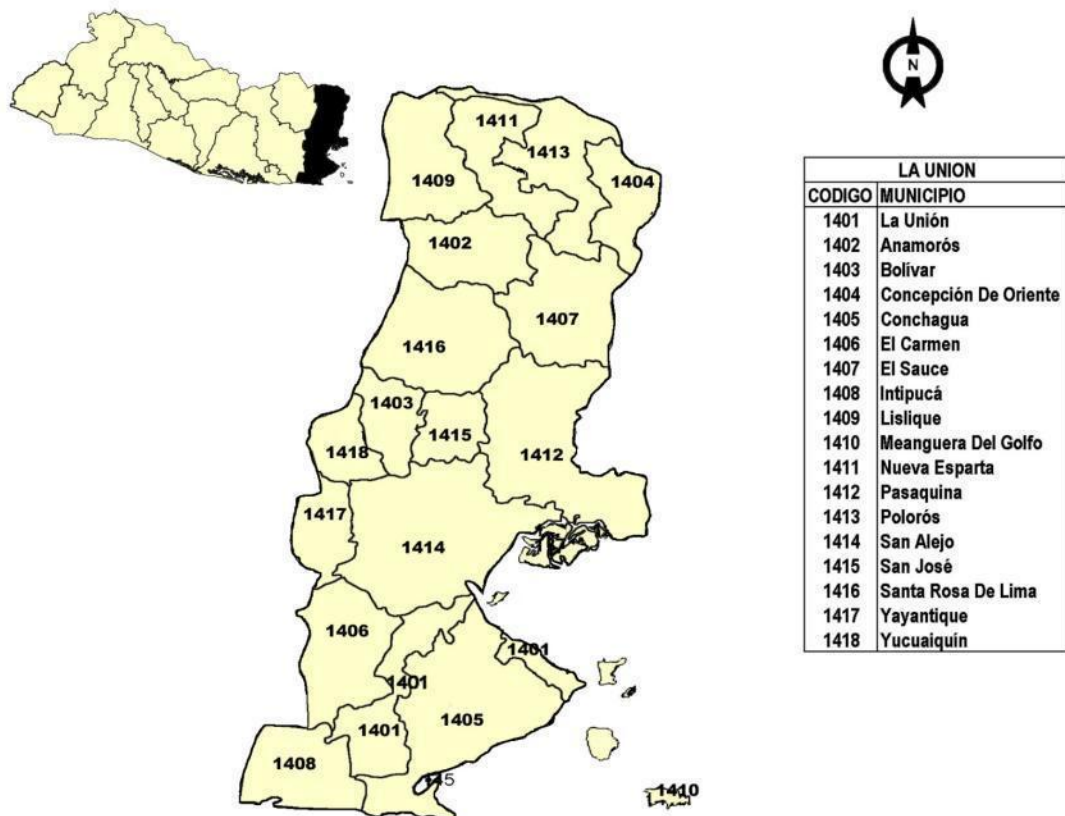 N
1411
1413
1409
1404
1402
1407
1416
1403
1415
1418
1412
1417
1414
1406
1401
1401
1405
1401
1408
145
1410
LA UNION
CODIGO MUNICIPIO
1401 La Unión
1402 Anamorós
1403 Bolívar
1404 Concepción De Oriente
1405 Conchagua
1406 El Carmen
1407 El Sauce
1408 Intipucá
1409 Lislique
1410 Meanguera Del Golfo
1411 Nueva Esparta
1412 Pasaquina
1413 Polorós
1414 San Alejo
1415 San José
1416 Santa Rosa De Lima
1417 Yayantique
1418 Yucuaiquín